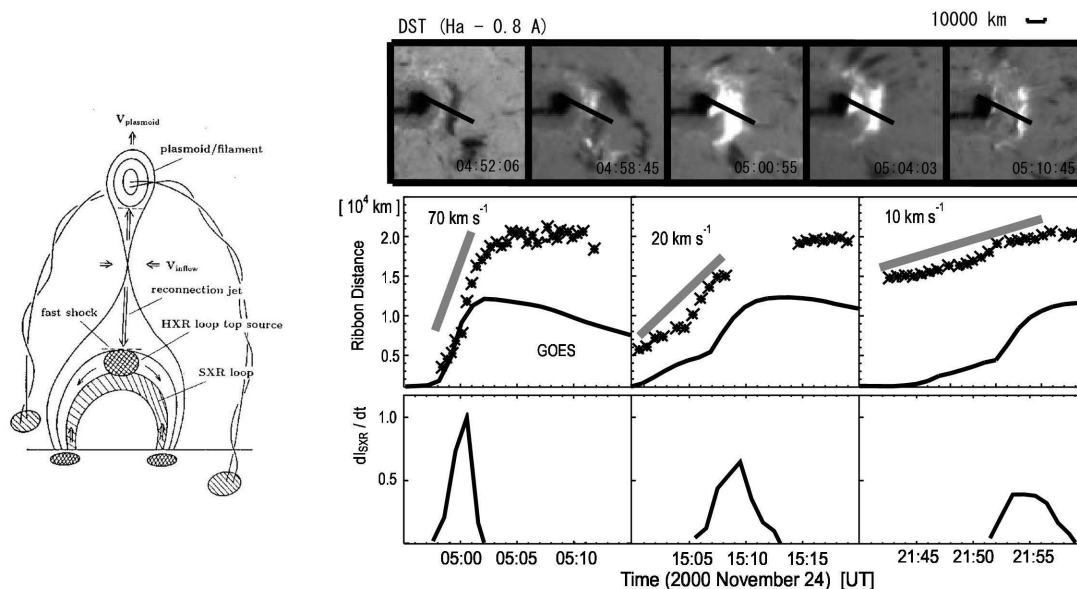 V_plasmoid
plasmoid/filament
V_inflow
reconnection jet
fast shock
HXR loop top source
SXR loop
DST (Ha - 0.8 A)
10000 km
04:52:06
04:58:45
05:00:55
05:04:03
05:10:45
[ 10⁴ km]
Ribbon Distance
2.0
1.5
1.0
0.5
70 km s⁻¹
GOES
20 km s⁻¹
10 km s⁻¹
dI_SXR / dt
1.0
0.5
05:00 05:05 05:10
15:05 15:10 15:15
21:45 21:50 21:55
Time (2000 November 24) [UT]